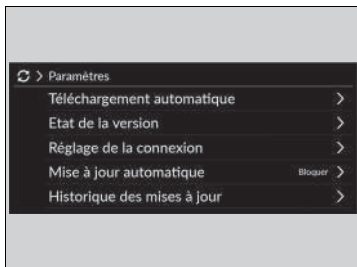 Paramètres
Téléchargement automatique
Etat de la version
Réglage de la connexion
Mise à jour automatique Bloquer
Historique des mises à jour